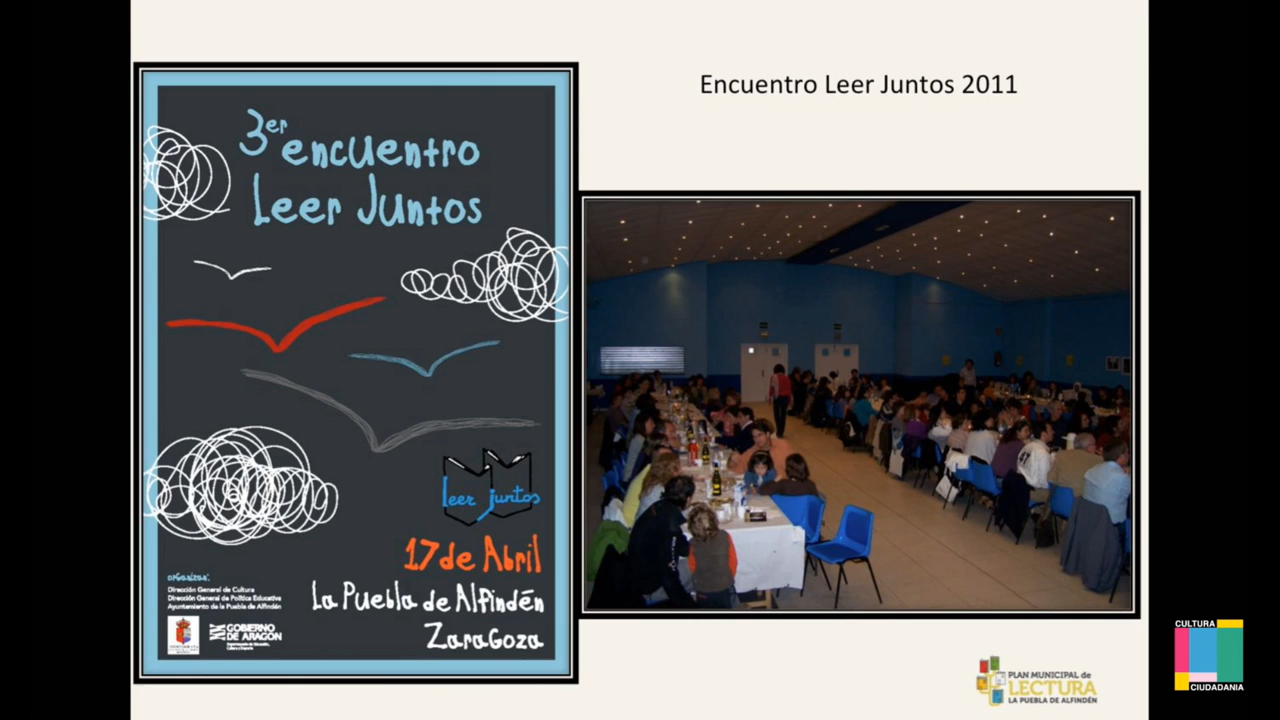 Encuentro Leer Juntos 2011
3er encuentro
Leer Juntos
leer juntos
17 de Abril
La Puebla de Alfindén
Zaragoza
organizan:
Dirección General de Cultura
Dirección General de Política Educativa
Ayuntamiento de la Puebla de Alfindén
GOBIERNO
DE ARAGON
PLAN MUNICIPAL de
LECTURA
LA PUEBLA DE ALFINDÉN
CULTURA
CIUDADANIA